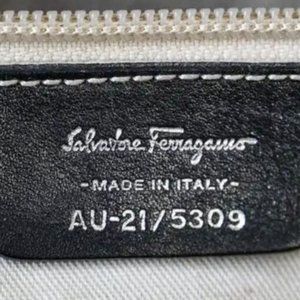 Salvatore Ferragamo
-MADE IN ITALY-
AU-21/5309